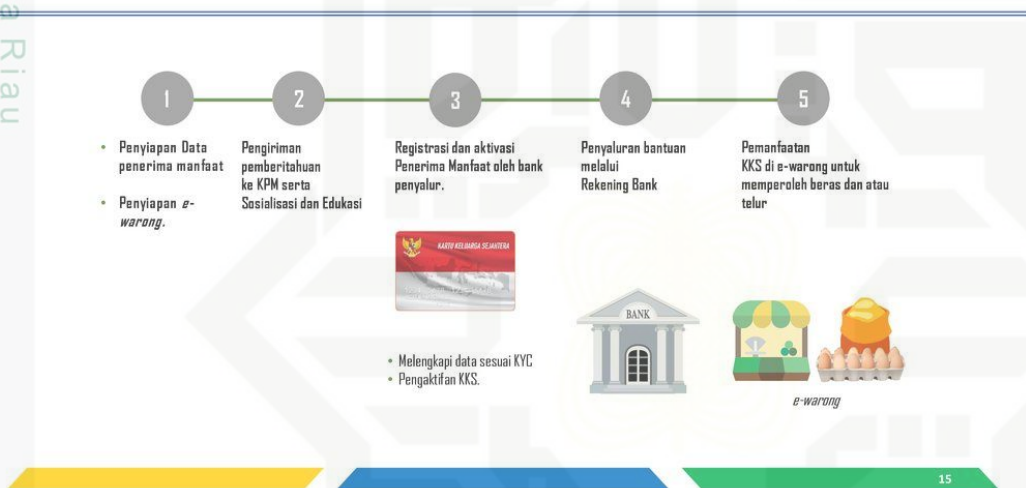 a Riau
1
2
3
4
5
• Penyiapan Data
penerima manfaat
• Penyiapan e-
warong.
Pengiriman
pemberitahuan
ke KPM serta
Sosialisasi dan Edukasi
Registrasi dan aktivasi
Penerima Manfaat oleh bank
penyalur.
KARTU KELUARGA SEJAHTERA
• Melengkapi data sesuai KYC
• Pengaktifan KKS.
Penyaluran bantuan
melalui
Rekening Bank
BANK
Pemanfaatan
KKS di e-warong untuk
memperoleh beras dan atau
telur
e-warong
15